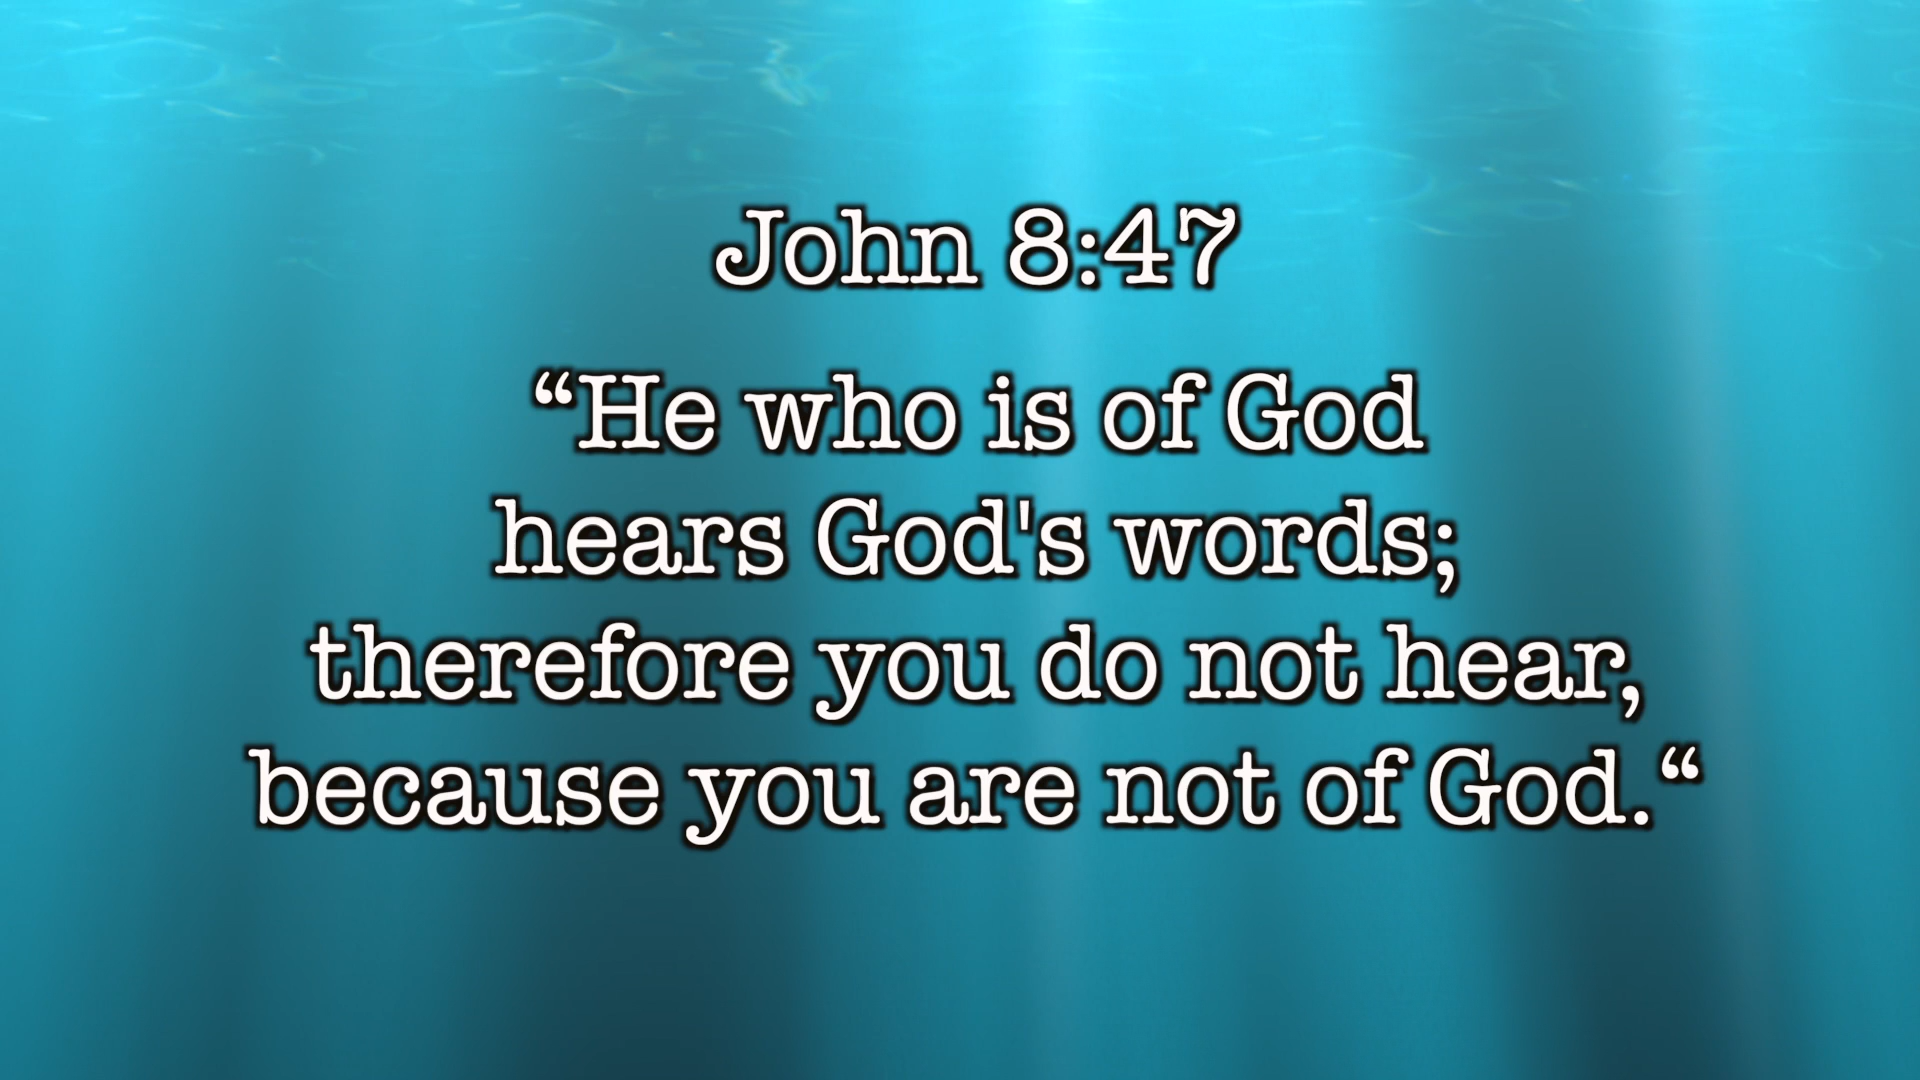 John 8:47
“He who is of God
hears God's words;
therefore you do not hear,
because you are not of God.“